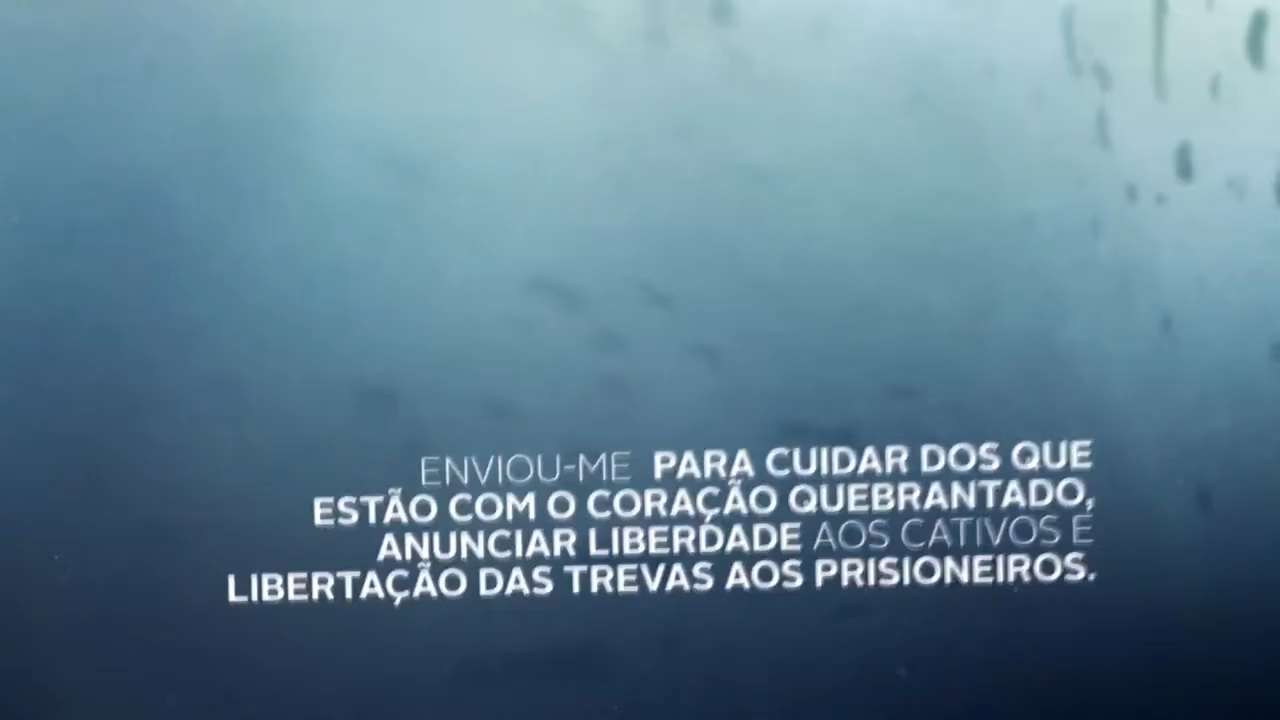 ENVIOU-ME PARA CUIDAR DOS QUE
ESTÃO COM O CORAÇÃO QUEBRANTADO,
ANUNCIAR LIBERDADE AOS CATIVOS E
LIBERTAÇÃO DAS TREVAS AOS PRISIONEIROS.